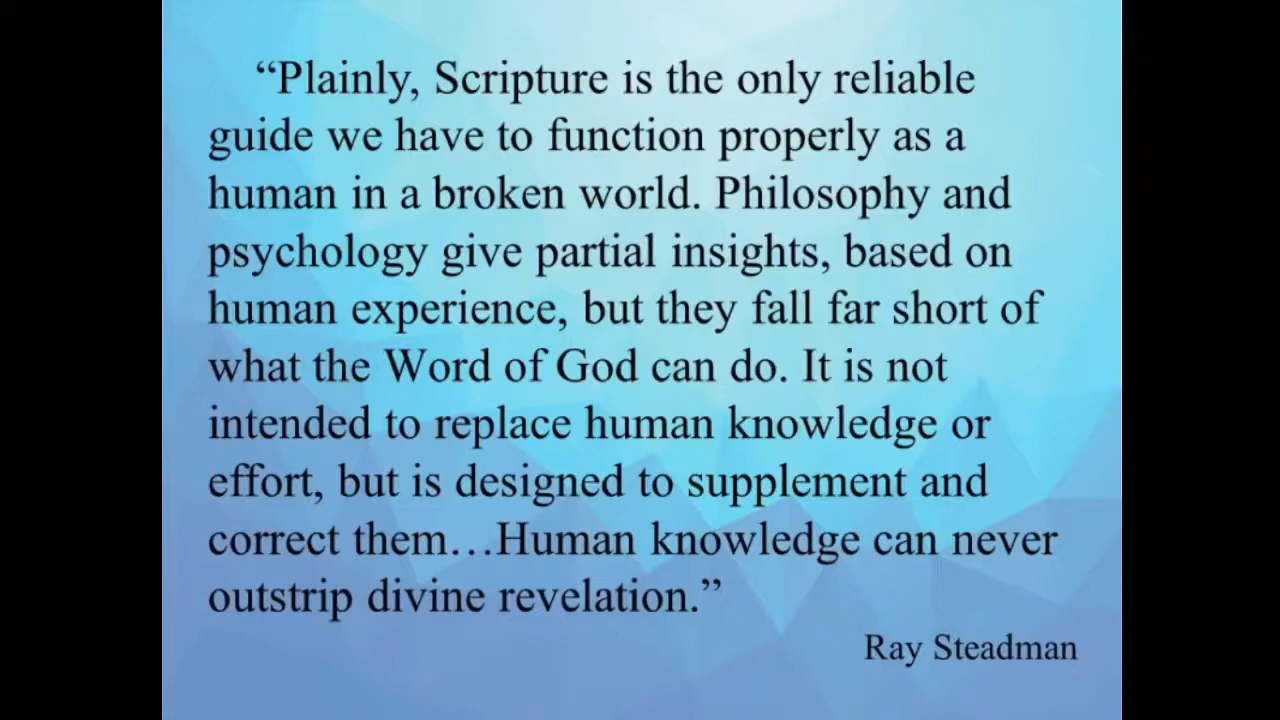 “Plainly, Scripture is the only reliable
guide we have to function properly as a
human in a broken world. Philosophy and
psychology give partial insights, based on
human experience, but they fall far short of
what the Word of God can do. It is not
intended to replace human knowledge or
effort, but is designed to supplement and
correct them…Human knowledge can never
outstrip divine revelation.”
Ray Steadman